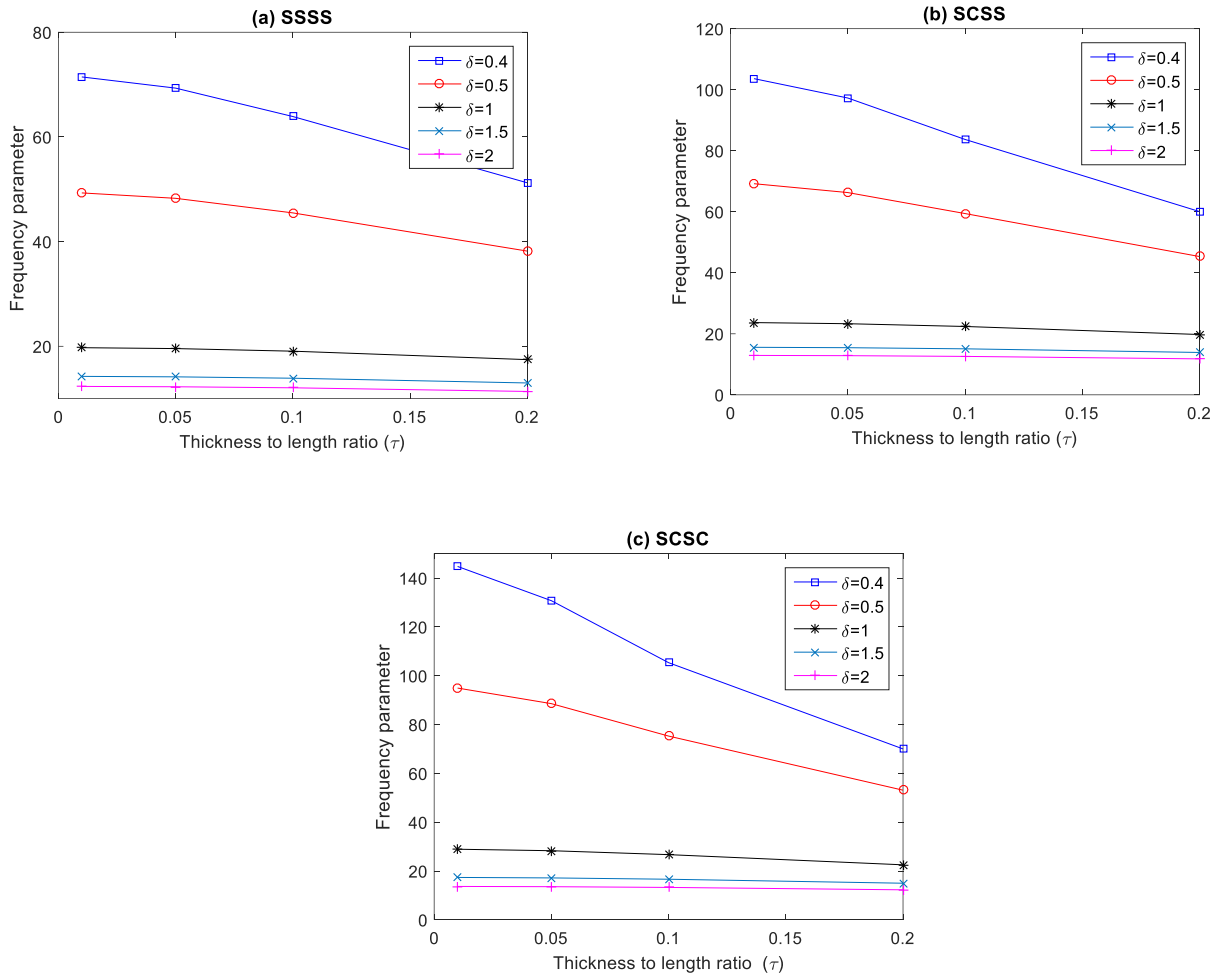 (a) SSSS
80
60
40
20
Frequency parameter
δ=0.4
δ=0.5
δ=1
δ=1.5
δ=2
0 0.05 0.1 0.15 0.2
Thickness to length ratio (τ)
(b) SCSS
120
100
80
60
40
20
0
Frequency parameter
δ=0.4
δ=0.5
δ=1
δ=1.5
δ=2
0 0.05 0.1 0.15 0.2
Thickness to length ratio (τ)
(c) SCSC
140
120
100
80
60
40
20
0
Frequency parameter
δ=0.4
δ=0.5
δ=1
δ=1.5
δ=2
0 0.05 0.1 0.15 0.2
Thickness to length ratio (τ)